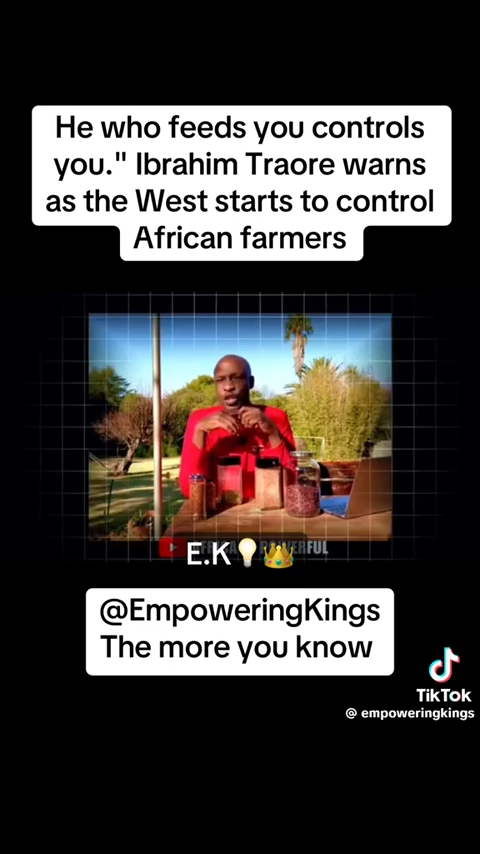 He who feeds you controls
you." Ibrahim Traore warns
as the West starts to control
African farmers
E.K💡👑
@EmpoweringKings
The more you know
TikTok
@ empoweringkings